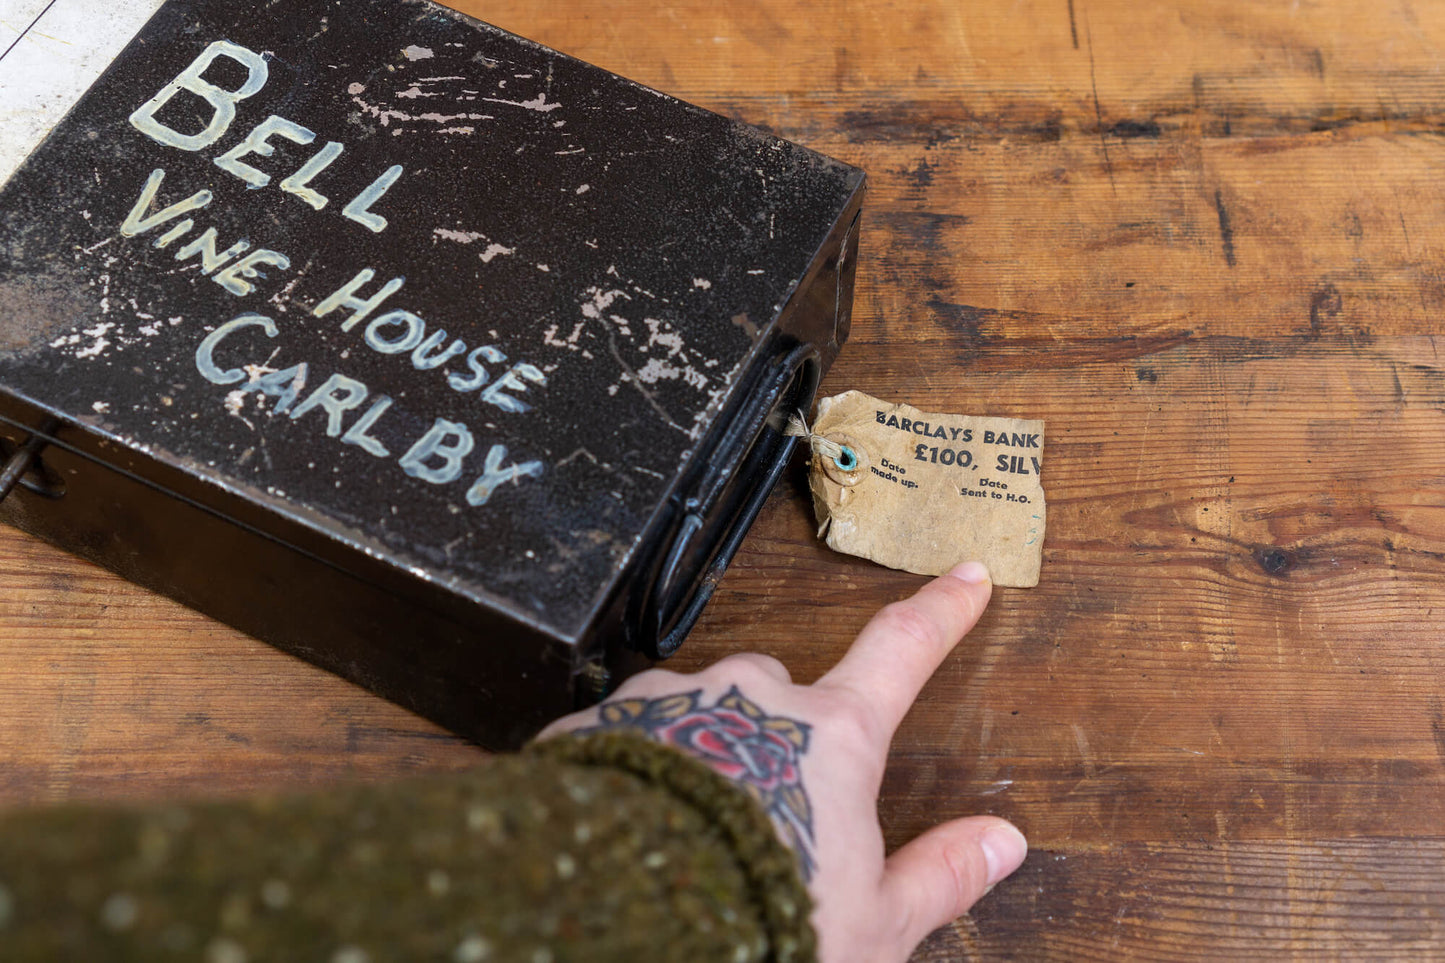 BELL
VINE HOUSE
CARLBY
BARCLAYS BANK
£100, SILV
Date
made up.
Date
Sent to H.O.